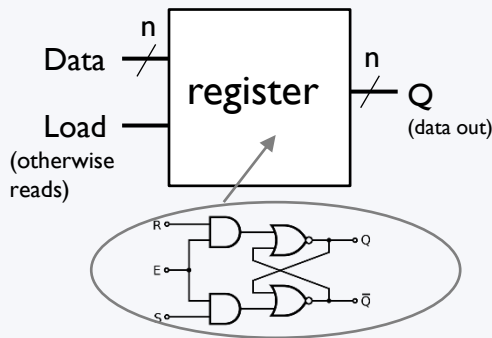 n
Data
register
n
Q
(data out)
Load
(otherwise
reads)
R
Q
E
S
Q̅